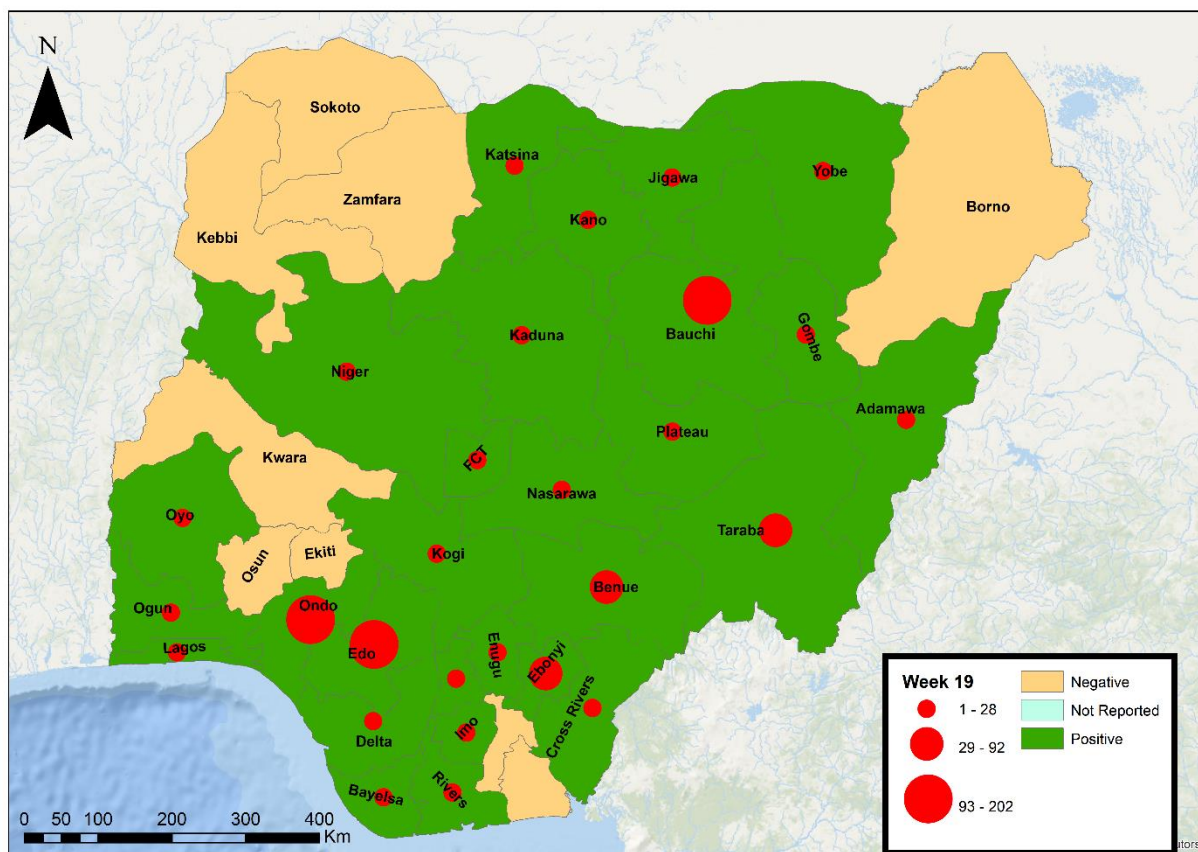 N
Sokoto
Katsina
Yobe
Jigawa
Zamfara
Borno
Kano
Kebbi
Kaduna
Bauchi
Gombe
Niger
Adamawa
Plateau
Kwara
FCT
Nasarawa
Oyo
Taraba
Osun
Ekiti
Kogi
Benue
Ogun
Ondo
Lagos
Edo
Enugu
Ebonyi
Cross Rivers
Imo
Delta
Bayelsa
Rivers
0 50 100 200 300 400
Km
Week 19
1 - 28
29 - 92
93 - 202
Negative
Not Reported
Positive